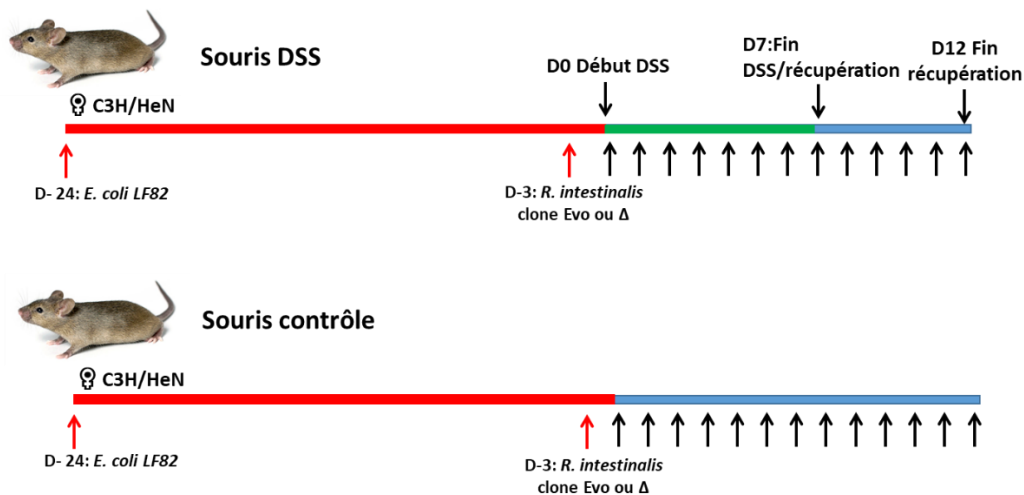 Souris DSS
C3H/HeN
D0 Début DSS
D7:Fin
DSS/récupération
D12 Fin
récupération
D- 24: E. coli LF82
D-3: R. intestinalis
clone Evo ou Δ
Souris contrôle
C3H/HeN
D- 24: E. coli LF82
D-3: R. intestinalis
clone Evo ou Δ